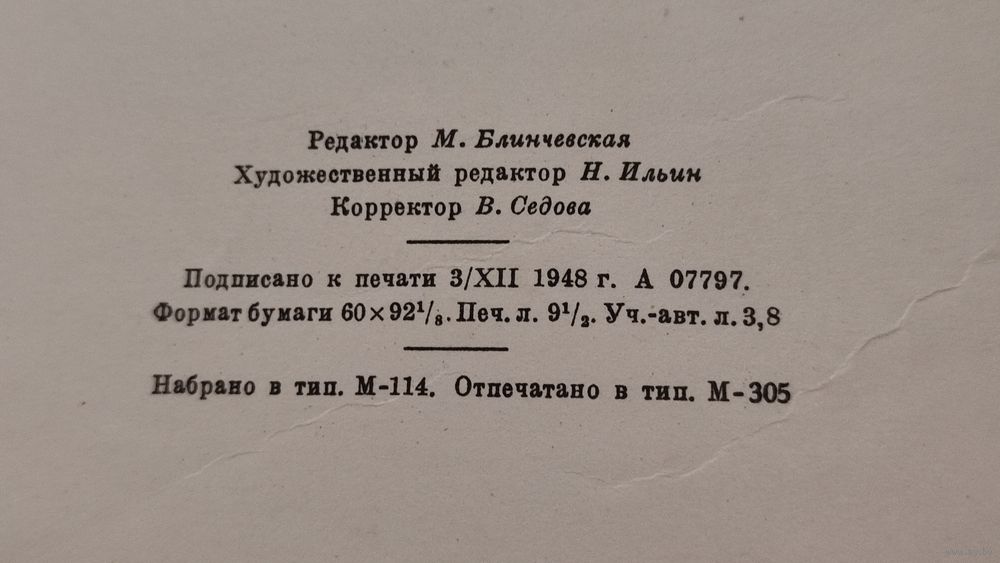 Редактор М. Блинчевская
Художественный редактор Н. Ильин
Корректор В. Седова
Подписано к печати 3/XII 1948 г. А 07797.
Формат бумаги 60×92¹/₈. Печ. л. 9¹/₂. Уч.-авт. л. 3,8
Набрано в тип. М-114. Отпечатано в тип. М-305